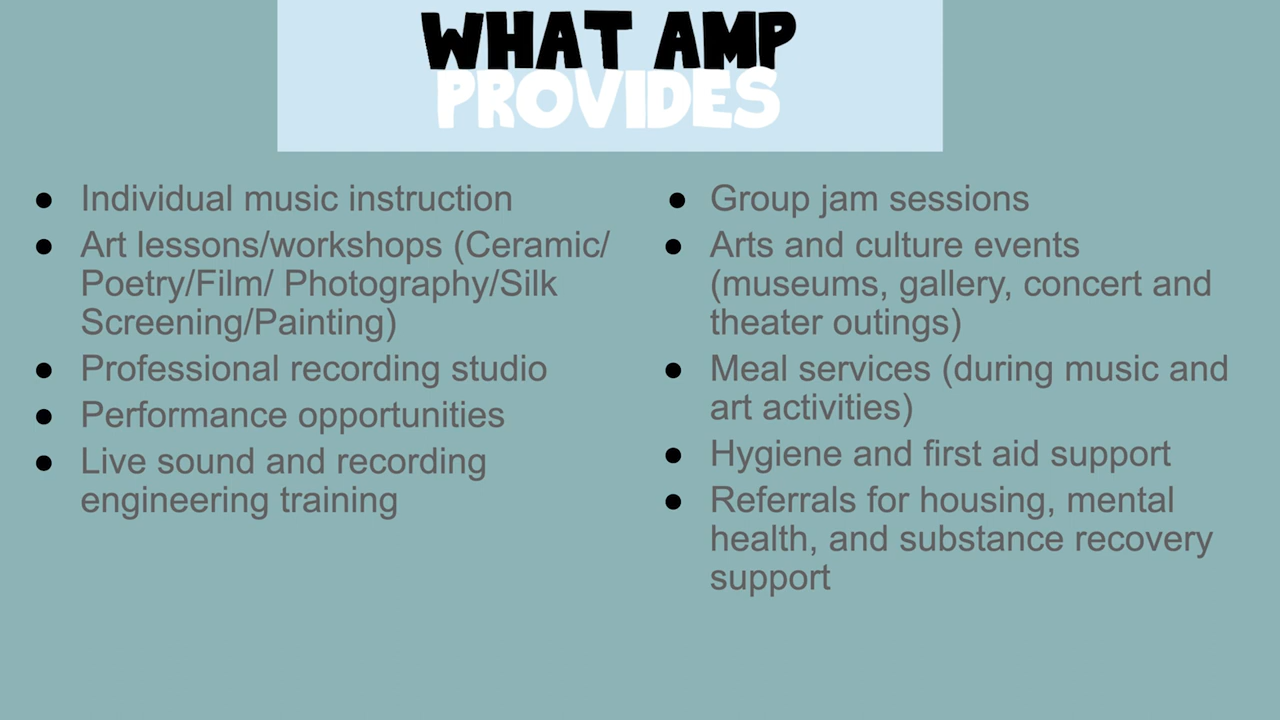 WHAT AMP
PROVIDES
● Individual music instruction
● Art lessons/workshops (Ceramic/
Poetry/Film/ Photography/Silk
Screening/Painting)
● Professional recording studio
● Performance opportunities
● Live sound and recording
engineering training
● Group jam sessions
● Arts and culture events
(museums, gallery, concert and
theater outings)
● Meal services (during music and
art activities)
● Hygiene and first aid support
● Referrals for housing, mental
health, and substance recovery
support